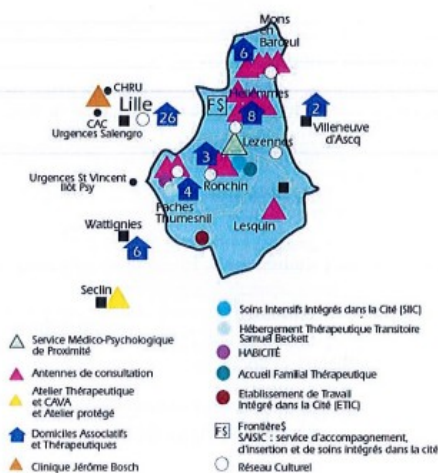 Mons
en
Barœul
6
CHRU
Lille
26
CAC
Urgences Salengro
F$
Hellemmes
8
2
Villeneuve
d'Ascq
Lezennes
3
Urgences St Vincent
Ilôt Psy
Ronchin
4
Faches
Thumesnil
Wattignies
Lesquin
6
Seclin
Service Médico-Psychologique
de Proximité
Antennes de consultation
Atelier Thérapeutique
et CAVA
et Atelier protégé
Domiciles Associatifs
et Thérapeutiques
Clinique Jérôme Bosch
Soins Intensifs Intégrés dans la Cité (SIIC)
Hébergement Thérapeutique Transitoire
Samuel Beckett
HABICITÉ
Accueil Familial Thérapeutique
Etablissement de Travail
Intégré dans la Cité (ETIC)
F$ Frontière$
SAISIC : service d'accompagnement,
d'insertion et de soins intégrés dans la cité
Réseau Culturel